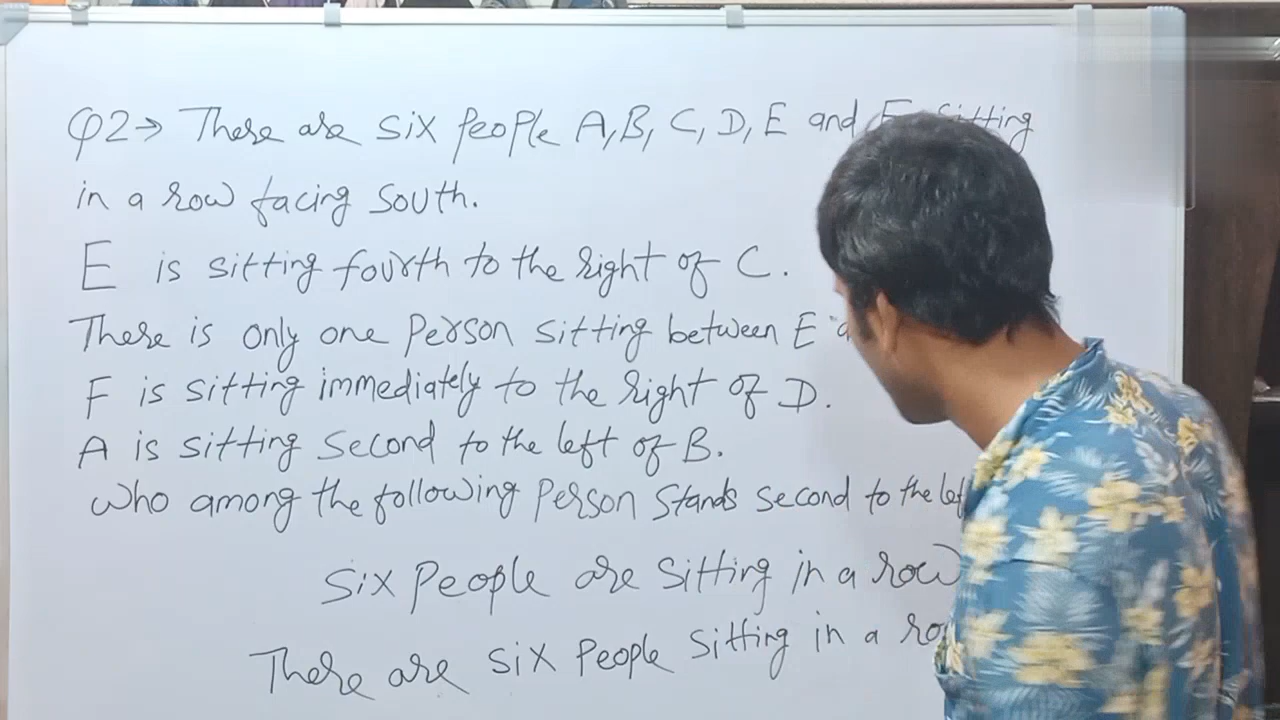 Q2→ There are six people A, B, C, D, E and F sitting
in a row facing south.
E is sitting fourth to the right of C.
There is only one person sitting between E
F is sitting immediately to the right of D.
A is sitting second to the left of B.
who among the following person stands second to the
six people are sitting in a row
There are six people sitting in a